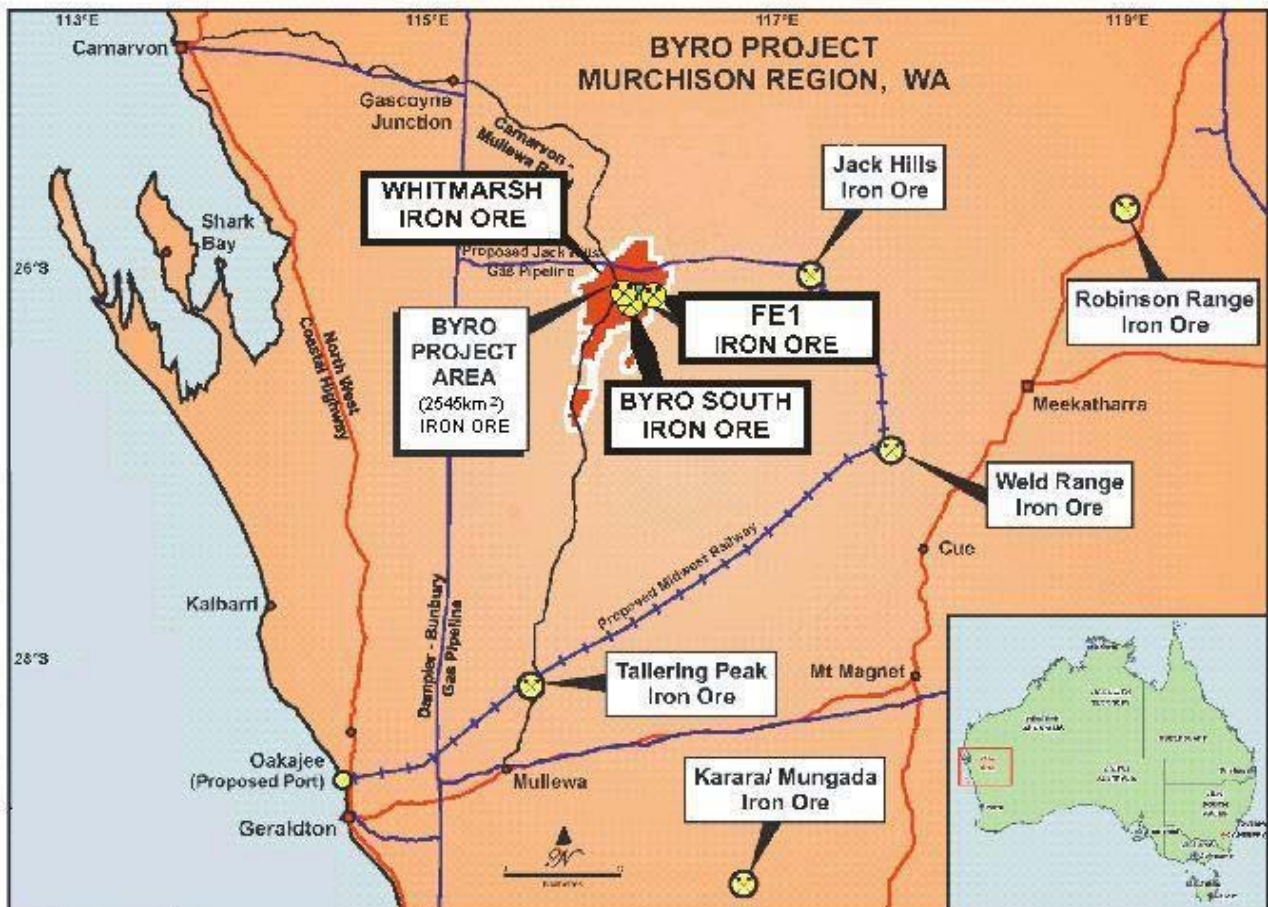 113°E
115°E
117°E
119°E
BYRO PROJECT
MURCHISON REGION, WA
Carnarvon
Gascoyne
Junction
Carnarvon -
Mullewa
WHITMARSH
IRON ORE
Jack Hills
Iron Ore
Shark
Bay
26°S
Proposed Jack Hills
Gas Pipeline
Robinson Range
Iron Ore
BYRO
PROJECT
AREA
(2545km²)
IRON ORE
FE1
IRON ORE
North West
Coastal Highway
BYRO SOUTH
IRON ORE
Meekatharra
Weld Range
Iron Ore
Cue
Proposed Midwest Railway
Kalbarri
28°S
Dampier - Bunbury
Gas Pipeline
Tallering Peak
Iron Ore
Mt Magnet
Oakajee
(Proposed Port)
Mullewa
Karara/ Mungada
Iron Ore
Geraldton
N